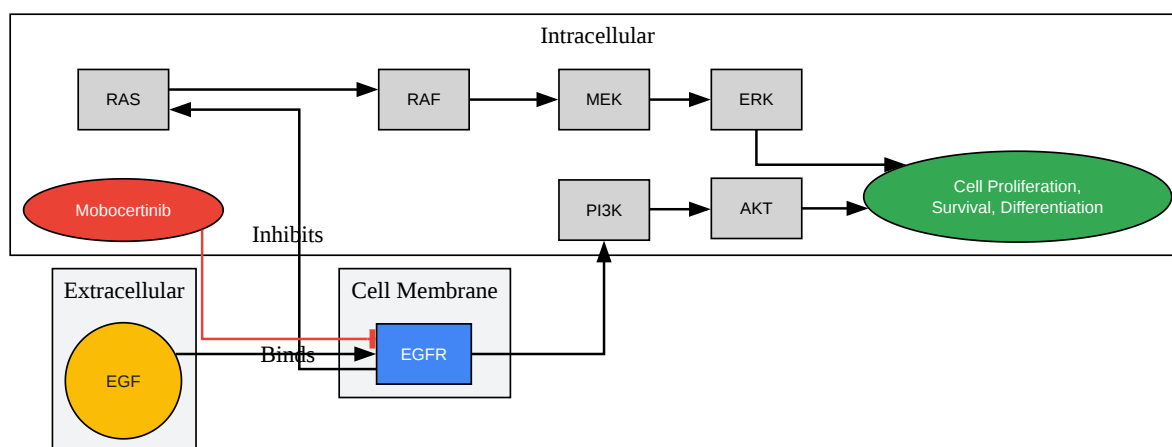 Intracellular
RAS
RAF
MEK
ERK
Mobocertinib
PI3K
AKT
Cell Proliferation,
Survival, Differentiation
Inhibits
Extracellular
Cell Membrane
Binds
EGFR
EGF